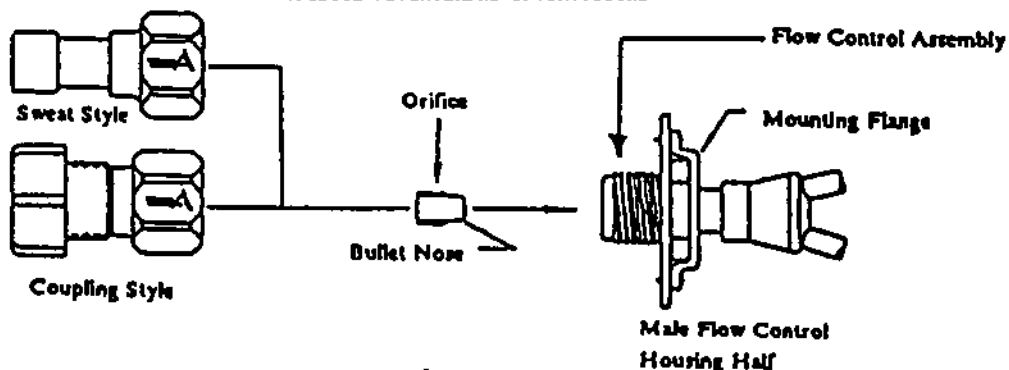 Flow Control Assembly
Orifice
Sweat Style
Mounting Flange
Bullet Nose
Coupling Style
Male Flow Control
Housing Half